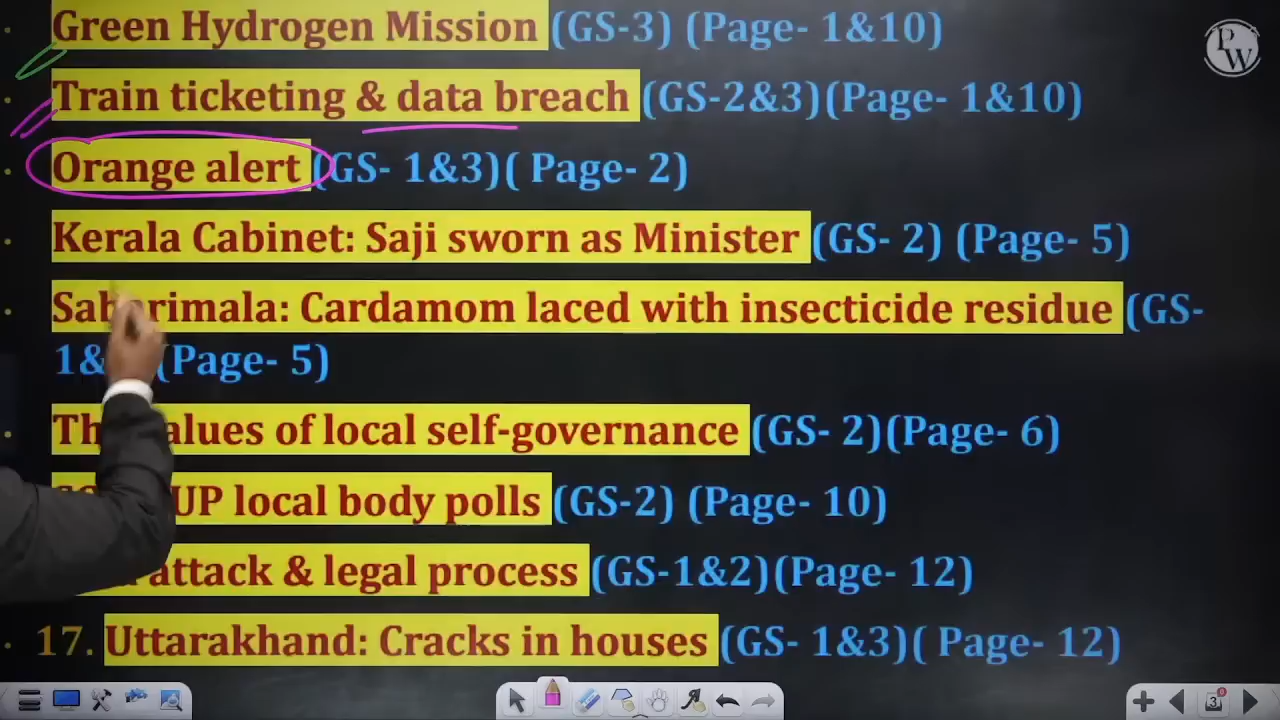 Green Hydrogen Mission (GS-3) (Page- 1&10)
PW
Train ticketing & data breach (GS-2&3)(Page- 1&10)
Orange alert (GS- 1&3)( Page- 2)
Kerala Cabinet: Saji sworn as Minister (GS- 2) (Page- 5)
Sabarimala: Cardamom laced with insecticide residue (GS-
1& (Page- 5)
of local self-governance (GS- 2)(Page- 6)
UP local body polls (GS-2) (Page- 10)
attack & legal process (GS-1&2)(Page- 12)
17. Uttarakhand: Cracks in houses (GS- 1&3)( Page- 12)
3